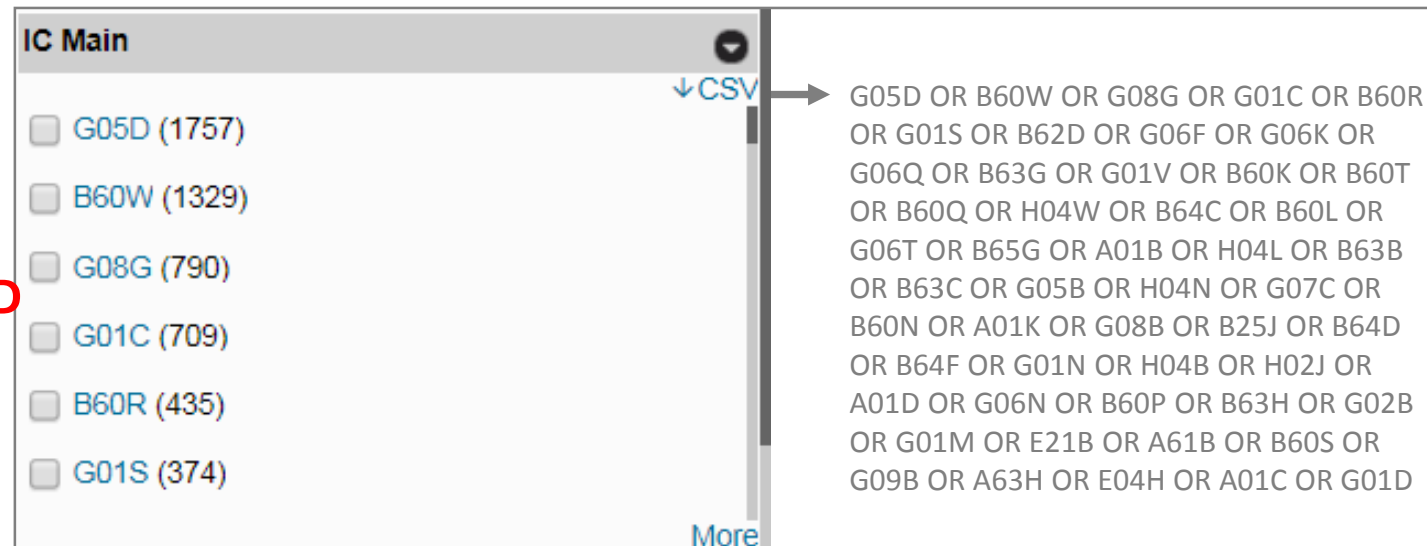 IC Main
↓CSV
G05D (1757)
B60W (1329)
G08G (790)
G01C (709)
B60R (435)
G01S (374)
More
G05D OR B60W OR G08G OR G01C OR B60R
OR G01S OR B62D OR G06F OR G06K OR
G06Q OR B63G OR G01V OR B60K OR B60T
OR B60Q OR H04W OR B64C OR B60L OR
G06T OR B65G OR A01B OR H04L OR B63B
OR B63C OR G05B OR H04N OR G07C OR
B60N OR A01K OR G08B OR B25J OR B64D
OR B64F OR G01N OR H04B OR H02J OR
A01D OR G06N OR B60P OR B63H OR G02B
OR G01M OR E21B OR A61B OR B60S OR
G09B OR A63H OR E04H OR A01C OR G01D